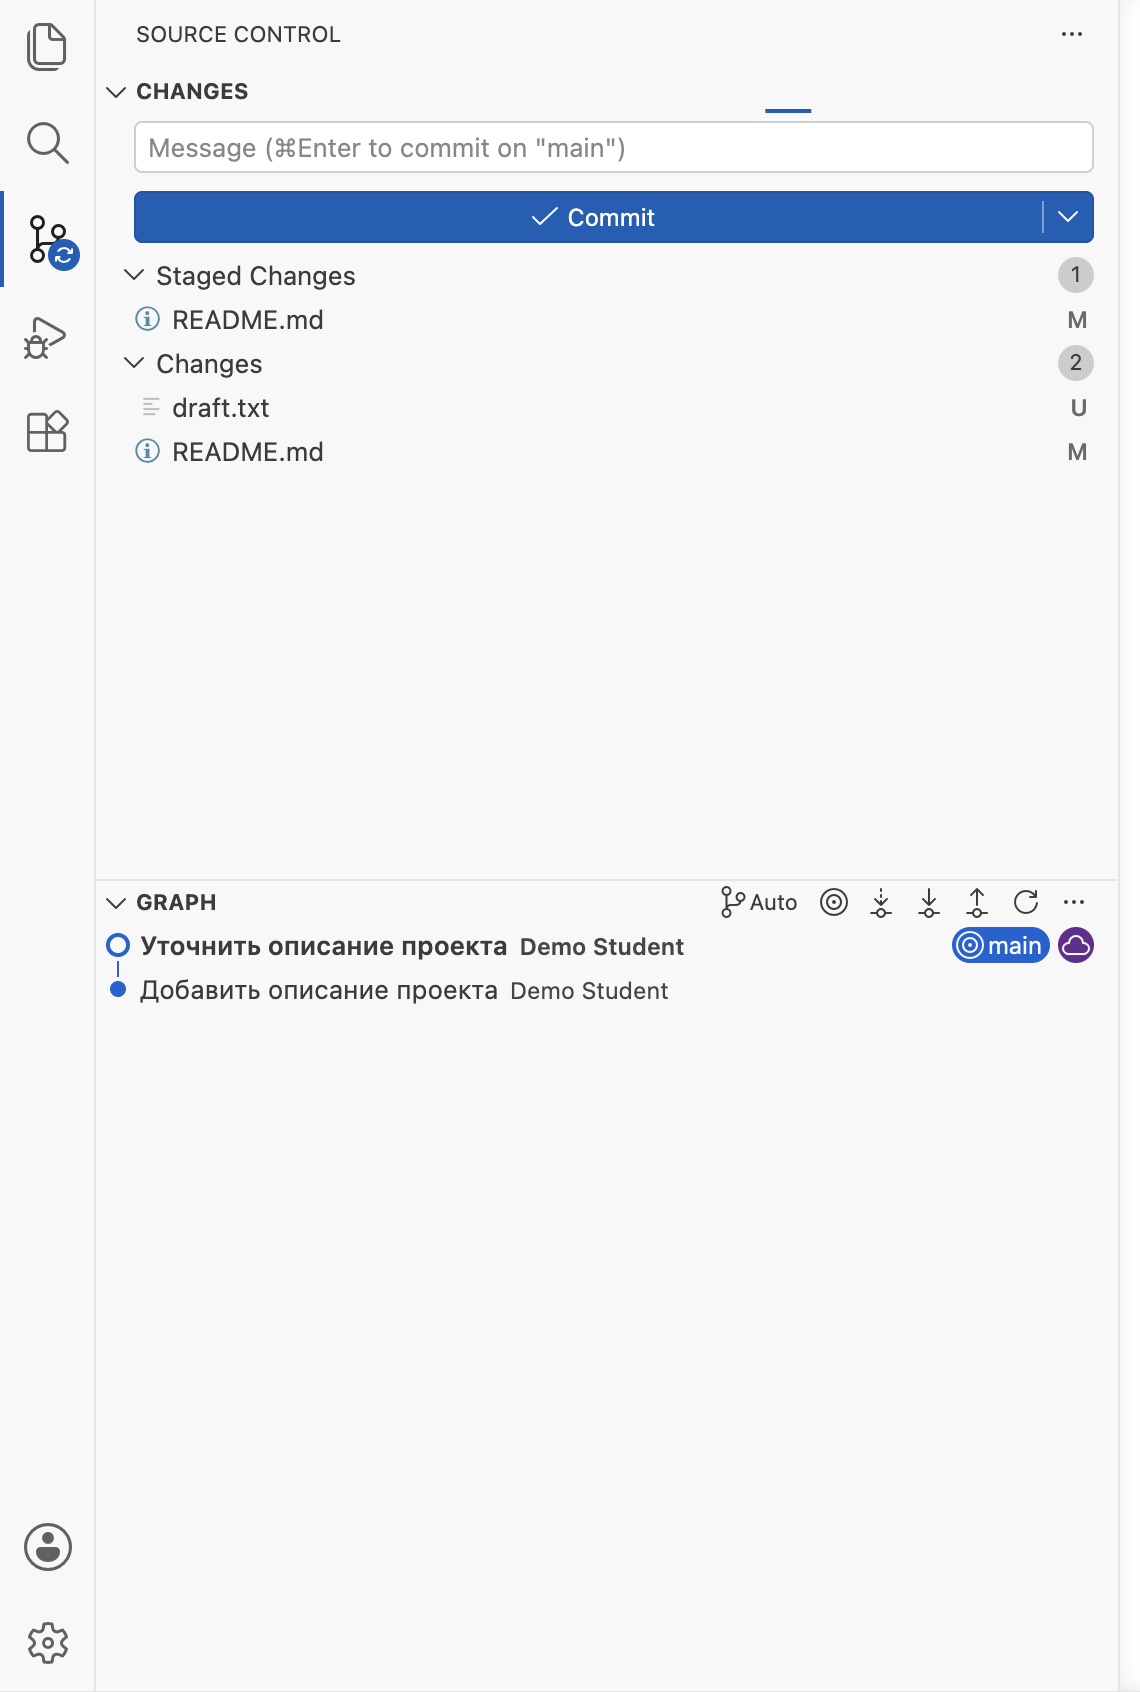 SOURCE CONTROL
CHANGES
Message (⌘Enter to commit on "main")
Commit
Staged Changes 1
README.md M
Changes 2
draft.txt U
README.md M
GRAPH Auto
Уточнить описание проекта Demo Student main
Добавить описание проекта Demo Student